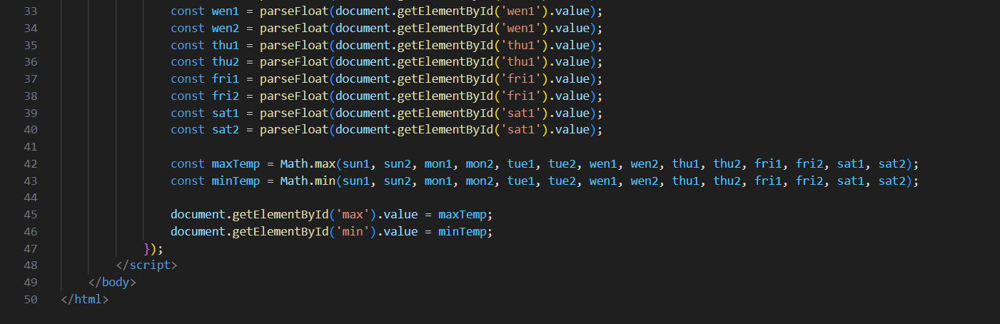 33 const wen1 = parseFloat(document.getElementById('wen1').value);
34 const wen2 = parseFloat(document.getElementById('wen1').value);
35 const thu1 = parseFloat(document.getElementById('thu1').value);
36 const thu2 = parseFloat(document.getElementById('thu1').value);
37 const fri1 = parseFloat(document.getElementById('fri1').value);
38 const fri2 = parseFloat(document.getElementById('fri1').value);
39 const sat1 = parseFloat(document.getElementById('sat1').value);
40 const sat2 = parseFloat(document.getElementById('sat1').value);
41
42 const maxTemp = Math.max(sun1, sun2, mon1, mon2, tue1, tue2, wen1, wen2, thu1, thu2, fri1, fri2, sat1, sat2);
43 const minTemp = Math.min(sun1, sun2, mon1, mon2, tue1, tue2, wen1, wen2, thu1, thu2, fri1, fri2, sat1, sat2);
44
45 document.getElementById('max').value = maxTemp;
46 document.getElementById('min').value = minTemp;
47 });
48 </script>
49 </body>
50 </html>